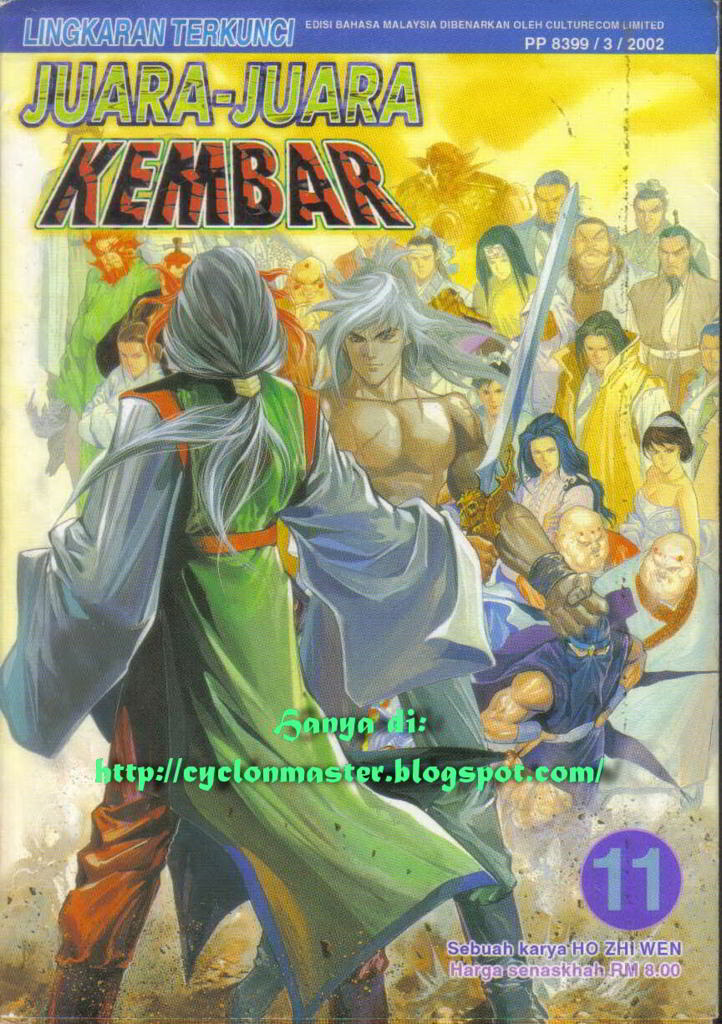 LINGKARAN TERKUNCI
EDISI BAHASA MALAYSIA DIBENARKAN OLEH CULTURECOM LIMITED
PP 8399 / 3 / 2002
JUARA-JUARA
KEMBAR
Hanya di:
http://cyclonmaster.blogspot.com/
11
Sebuah karya HO ZHI WEN
Harga senaskhah RM 8.00